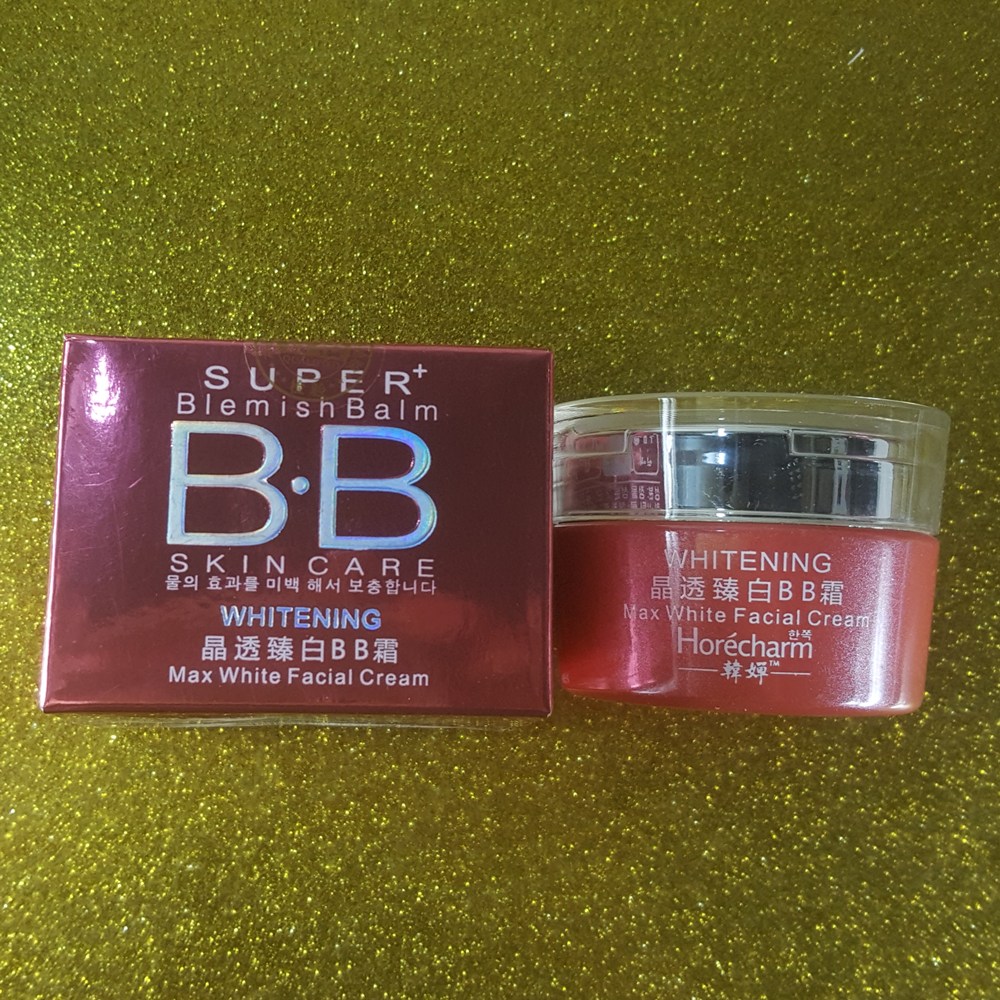 SUPER+
Blemish Balm
B·B
SKIN CARE
물의 효과를 미백 해서 보충합니다
WHITENING
晶透臻白BB霜
Max White Facial Cream
WHITENING
晶透臻白BB霜
Max White Facial Cream
한쪽
Horécharm
韓婵™